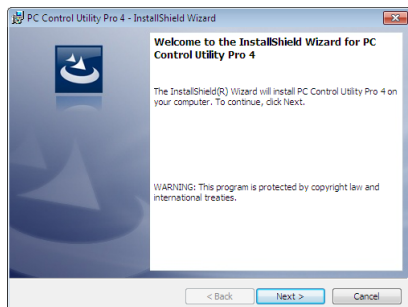 PC Control Utility Pro 4 - InstallShield Wizard
Welcome to the InstallShield Wizard for PC
Control Utility Pro 4
The InstallShield(R) Wizard will install PC Control Utility Pro 4 on
your computer. To continue, click Next.
WARNING: This program is protected by copyright law and
international treaties.
< Back
Next >
Cancel